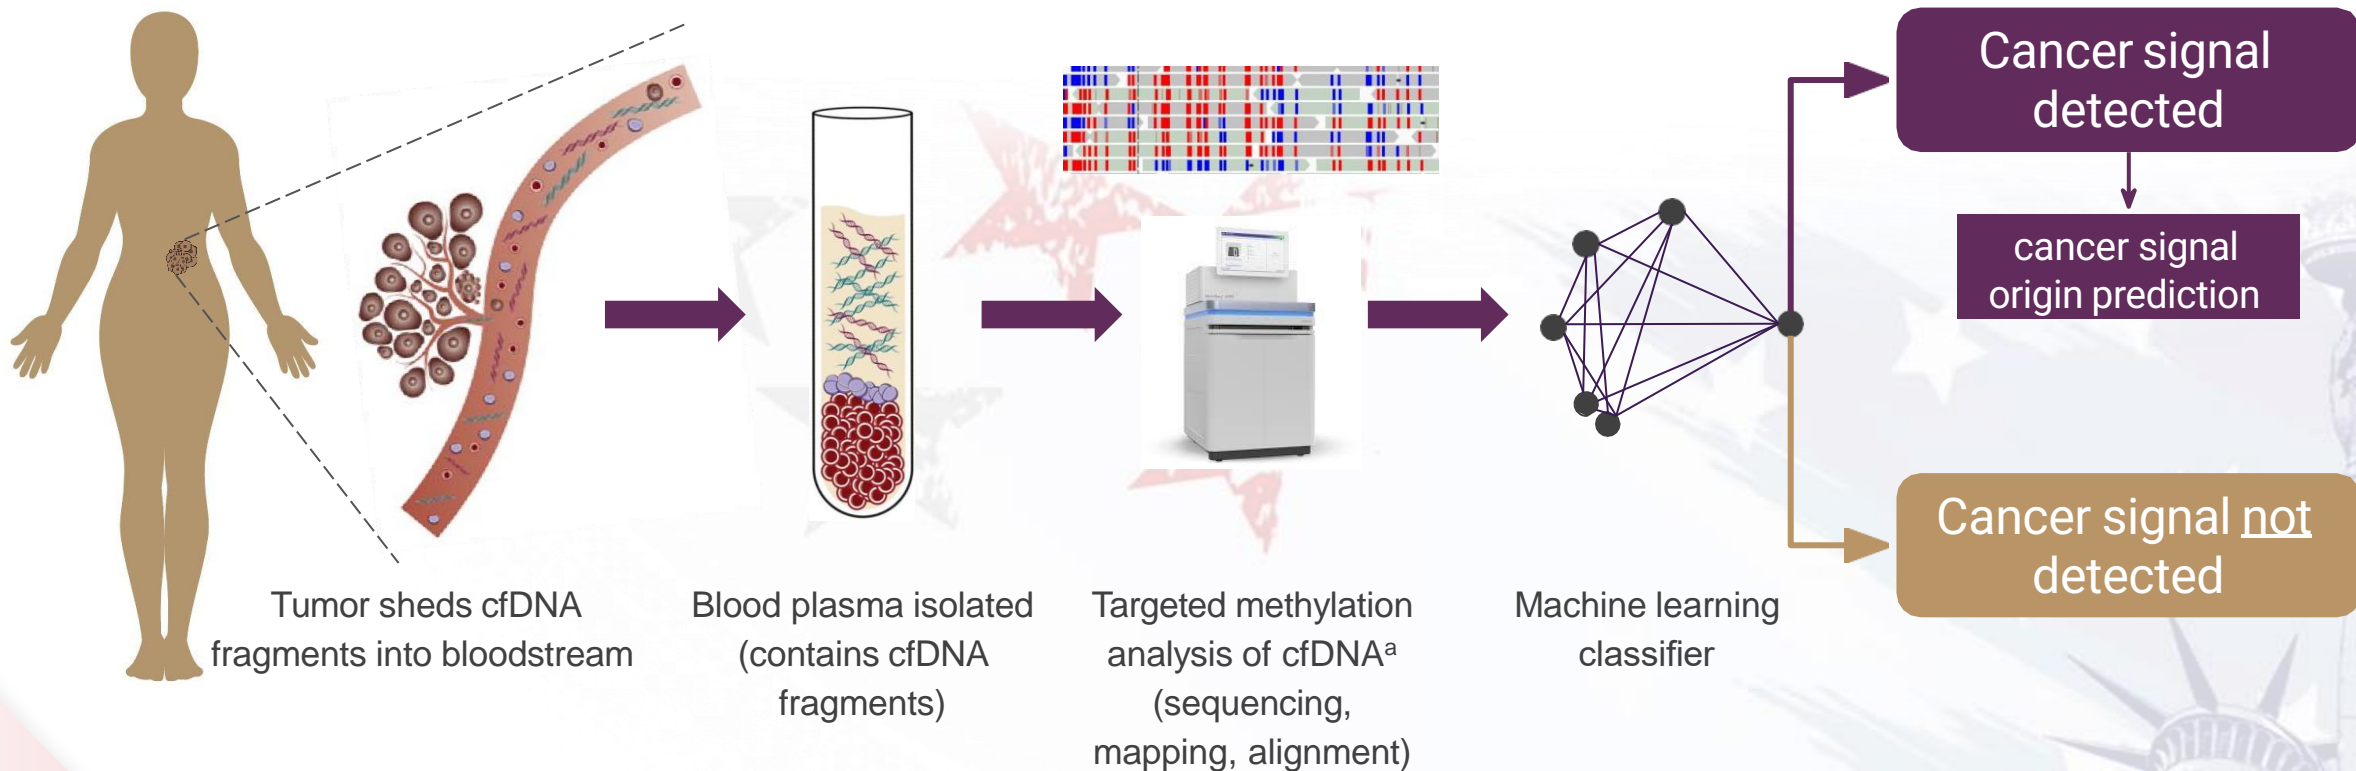 Cancer signal
detected
cancer signal
origin prediction
Cancer signal not
detected
Tumor sheds cfDNA
fragments into bloodstream
Blood plasma isolated
(contains cfDNA
fragments)
Targeted methylation
analysis of cfDNAᵃ
(sequencing,
mapping, alignment)
Machine learning
classifier